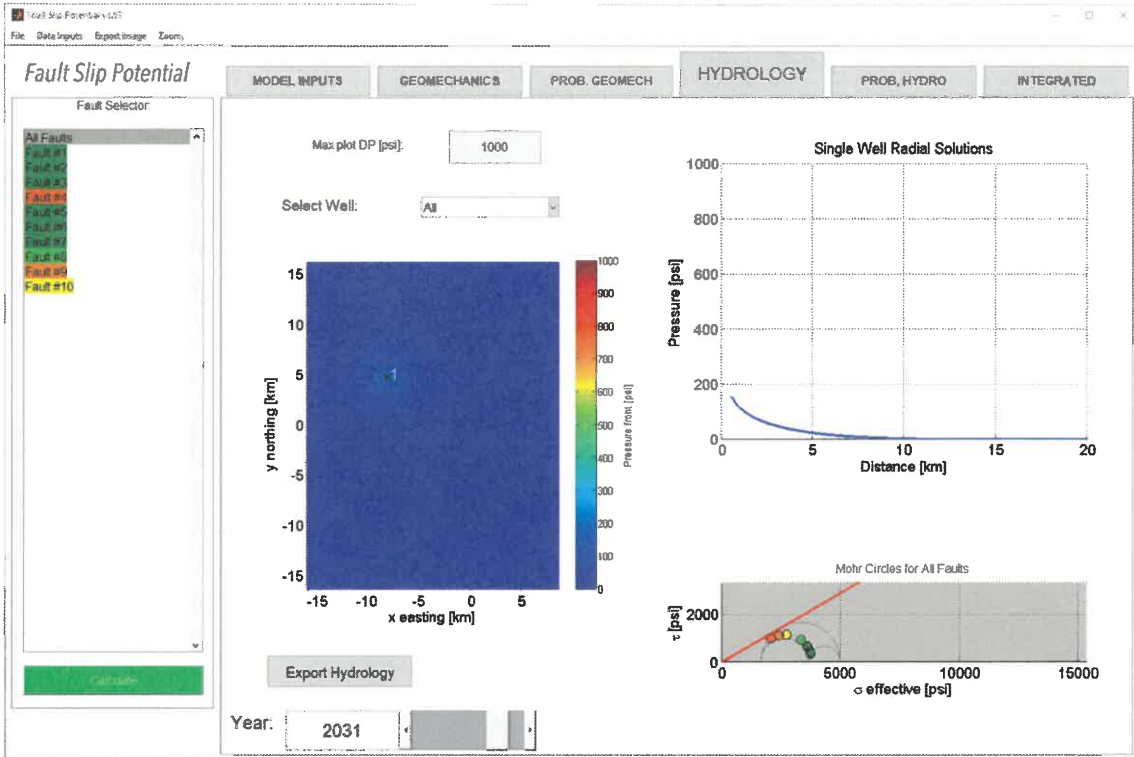 Fault Slip Potential v.1.07
File Data Inputs Export Image Zoom
Fault Slip Potential
MODEL INPUTS GEOMECHANICS PROB. GEOMECH HYDROLOGY PROB. HYDRO INTEGRATED
Fault Selector
All Faults
Fault #1
Fault #2
Fault #3
Fault #4
Fault #5
Fault #6
Fault #7
Fault #8
Fault #9
Fault #10
Calculate
Max plot DP [psi]:
1000
Select Well:
All
15
10
5
0
-5
-10
-15
y northing [km]
-15 -10 -5 0 5
x easting [km]
1000
900
800
700
600
500
400
300
200
100
0
Pressure front [psi]
Export Hydrology
Year:
2031
Single Well Radial Solutions
1000
800
600
400
200
0
Pressure [psi]
0 5 10 15 20
Distance [km]
Mohr Circles for All Faults
2000
0
τ [psi]
0 5000 10000 15000
σ effective [psi]